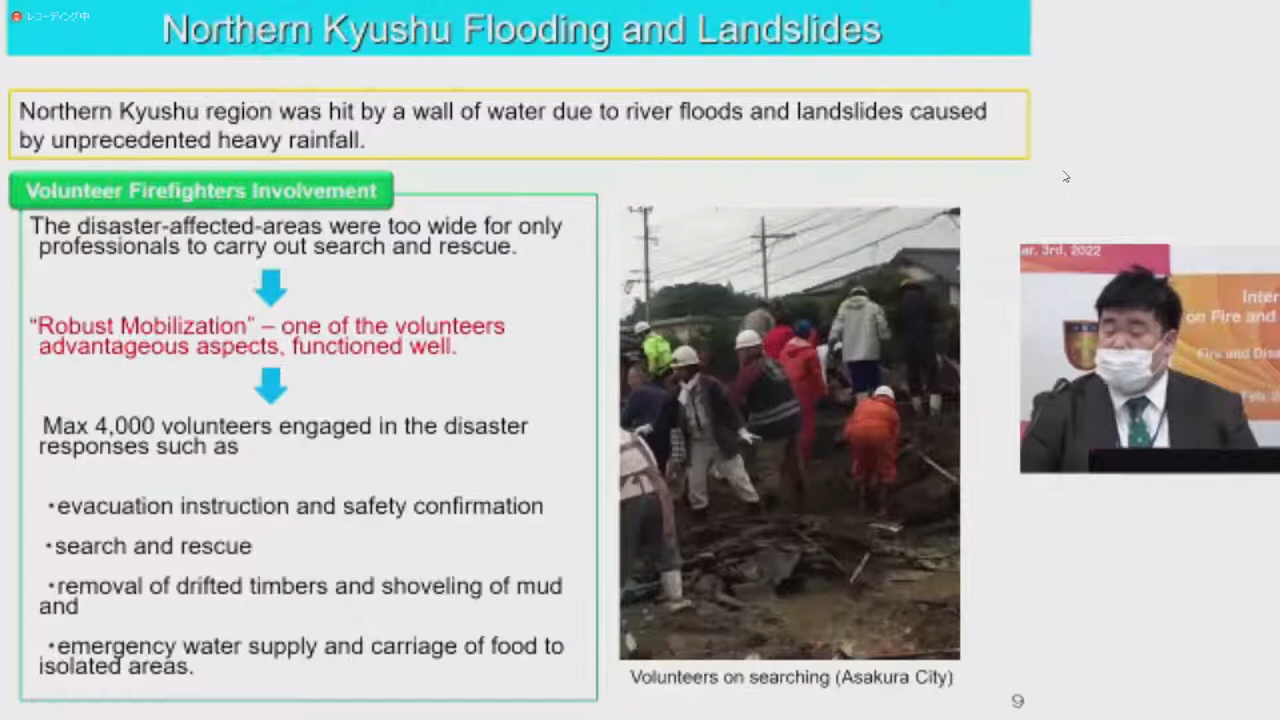 レコーディング中
Northern Kyushu Flooding and Landslides
Northern Kyushu region was hit by a wall of water due to river floods and landslides caused
by unprecedented heavy rainfall.
Volunteer Firefighters Involvement
The disaster-affected-areas were too wide for only
professionals to carry out search and rescue.
“Robust Mobilization” – one of the volunteers
advantageous aspects, functioned well.
Max 4,000 volunteers engaged in the disaster
responses such as
・evacuation instruction and safety confirmation
・search and rescue
・removal of drifted timbers and shoveling of mud
and
・emergency water supply and carriage of food to
isolated areas.
Volunteers on searching (Asakura City)
9
ar. 3rd, 2022
Inter
on Fire and
Fire and Disa
Feb.